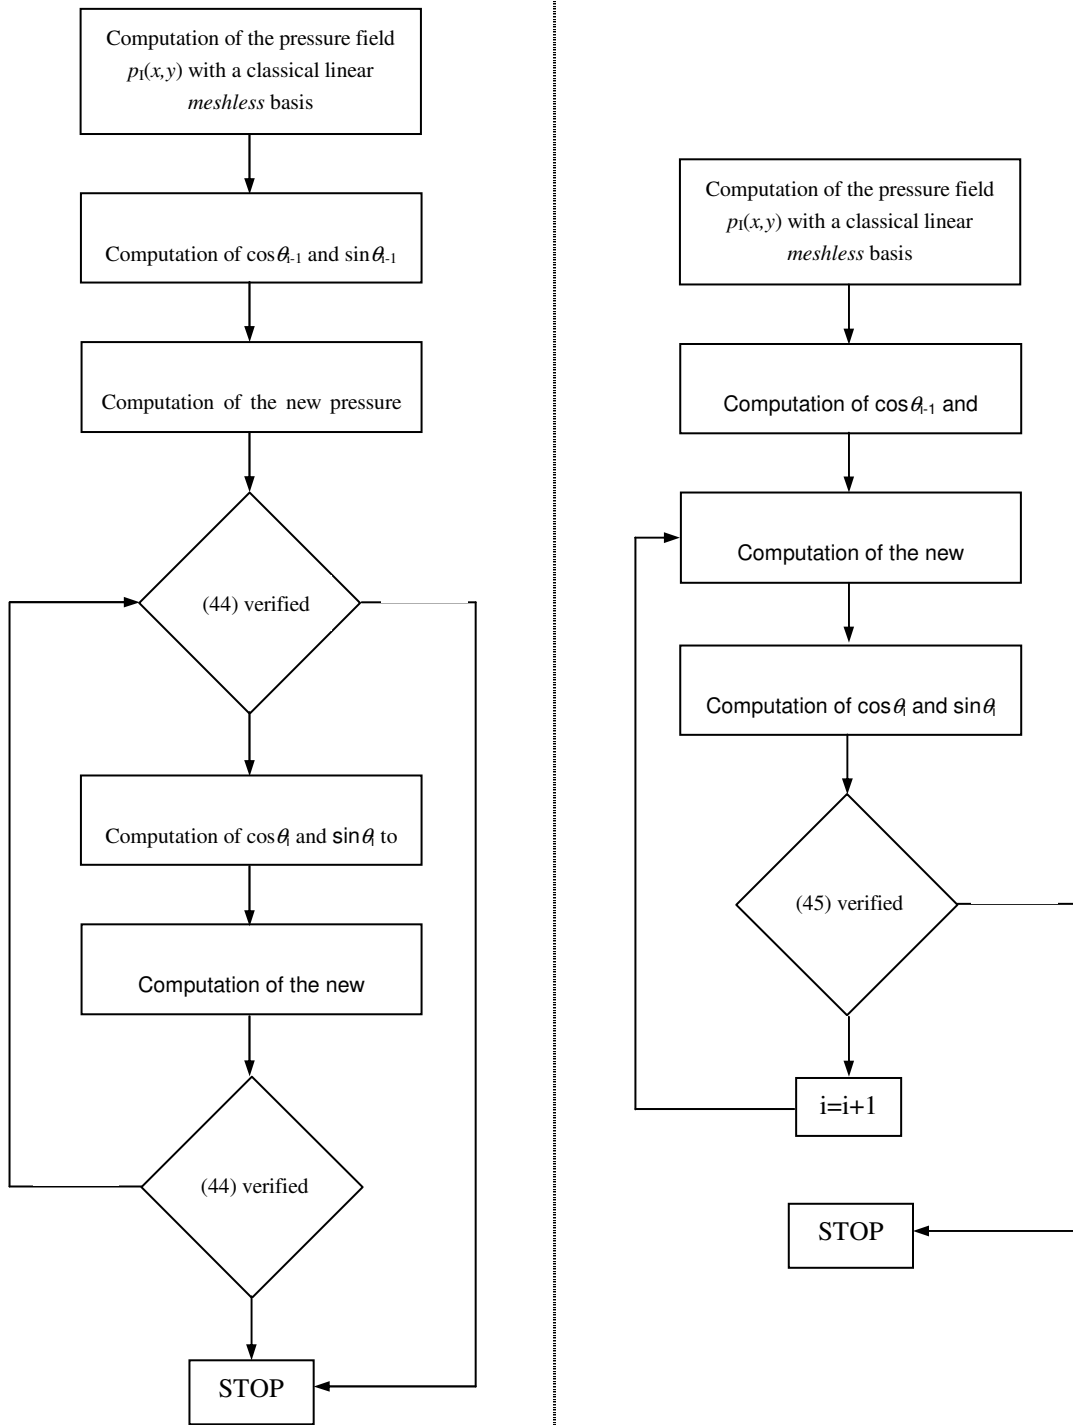 Computation of the pressure field
pI(x,y) with a classical linear
meshless basis
Computation of cosθi-1 and sinθi-1
Computation of the new pressure
(44) verified
Computation of cosθi and sinθi to
Computation of the new
(44) verified
STOP
Computation of the pressure field
pI(x,y) with a classical linear
meshless basis
Computation of cosθi-1 and
Computation of the new
Computation of cosθi and sinθi
(45) verified
i=i+1
STOP